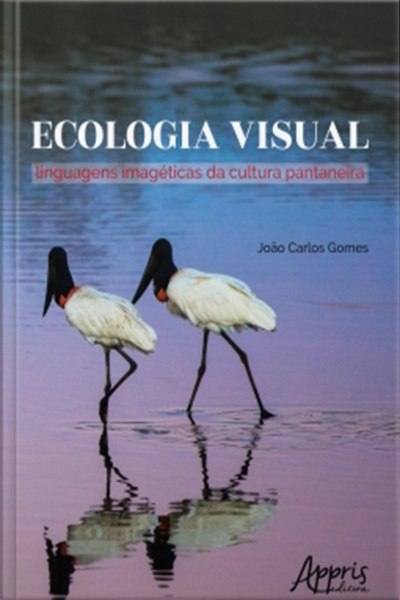 ECOLOGIA VISUAL
linguagens imagéticas da cultura pantaneira
João Carlos Gomes
Appris
editora